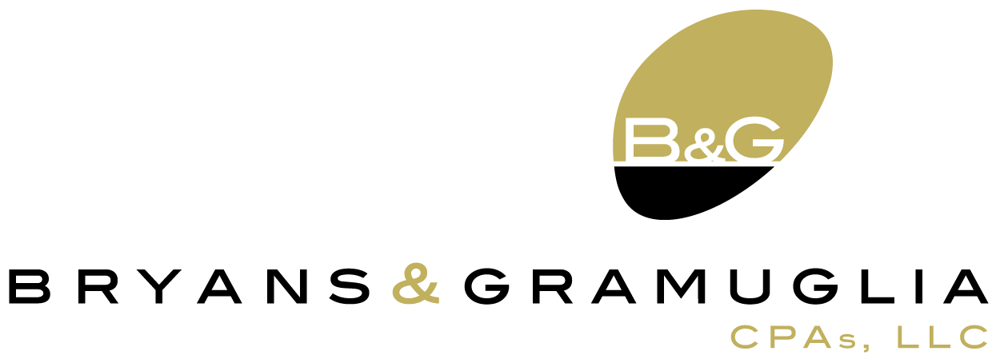 B&G
BRYANS & GRAMUGLIA
CPAs, LLC